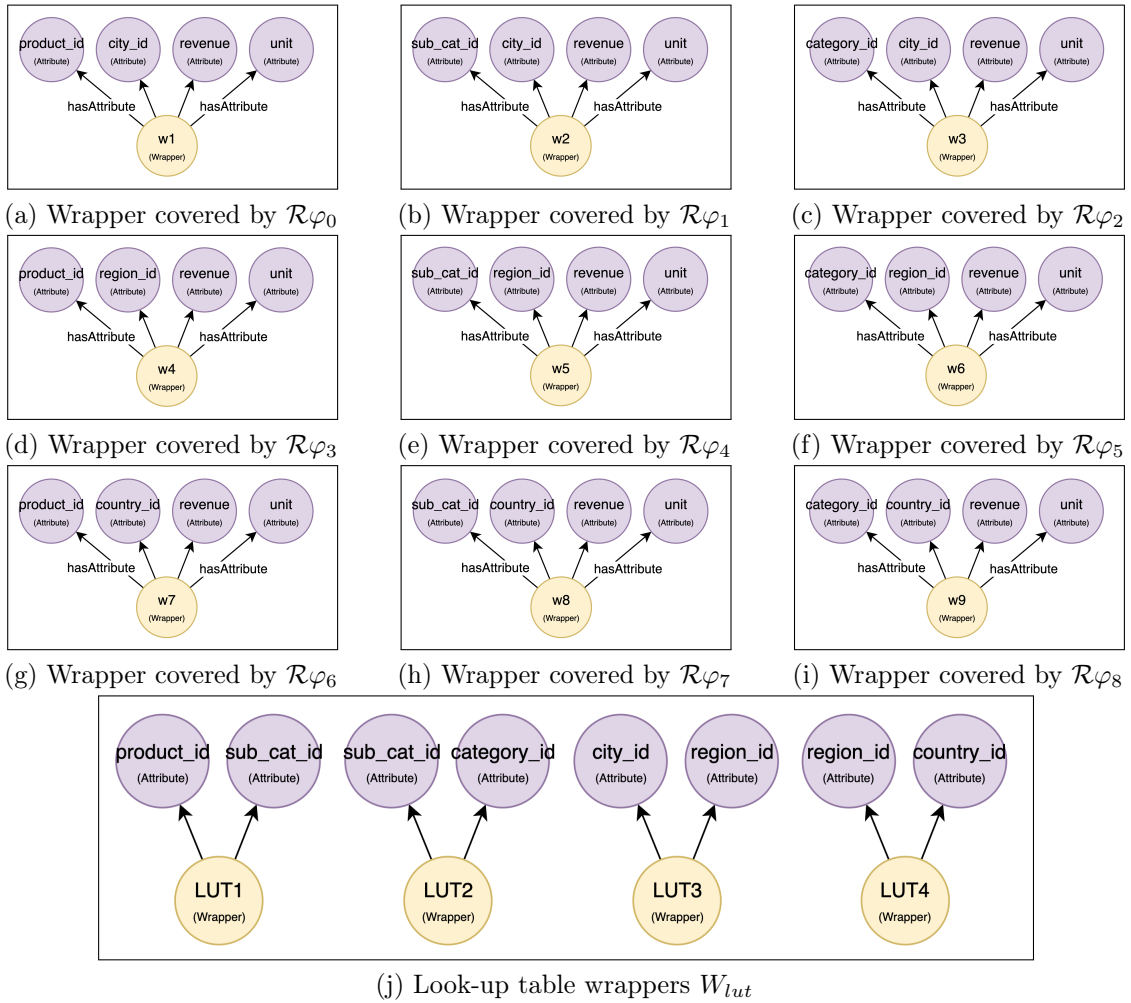 product_id city_id revenue unit
(Attribute) (Attribute) (Attribute) (Attribute)
hasAttribute hasAttribute
w1
(Wrapper)
(a) Wrapper covered by ℛφ₀
sub_cat_id city_id revenue unit
(Attribute) (Attribute) (Attribute) (Attribute)
hasAttribute hasAttribute
w2
(Wrapper)
(b) Wrapper covered by ℛφ₁
category_id city_id revenue unit
(Attribute) (Attribute) (Attribute) (Attribute)
hasAttribute hasAttribute
w3
(Wrapper)
(c) Wrapper covered by ℛφ₂
product_id region_id revenue unit
(Attribute) (Attribute) (Attribute) (Attribute)
hasAttribute hasAttribute
w4
(Wrapper)
(d) Wrapper covered by ℛφ₃
sub_cat_id region_id revenue unit
(Attribute) (Attribute) (Attribute) (Attribute)
hasAttribute hasAttribute
w5
(Wrapper)
(e) Wrapper covered by ℛφ₄
category_id region_id revenue unit
(Attribute) (Attribute) (Attribute) (Attribute)
hasAttribute hasAttribute
w6
(Wrapper)
(f) Wrapper covered by ℛφ₅
product_id country_id revenue unit
(Attribute) (Attribute) (Attribute) (Attribute)
hasAttribute hasAttribute
w7
(Wrapper)
(g) Wrapper covered by ℛφ₆
sub_cat_id country_id revenue unit
(Attribute) (Attribute) (Attribute) (Attribute)
hasAttribute hasAttribute
w8
(Wrapper)
(h) Wrapper covered by ℛφ₇
category_id country_id revenue unit
(Attribute) (Attribute) (Attribute) (Attribute)
hasAttribute hasAttribute
w9
(Wrapper)
(i) Wrapper covered by ℛφ₈
product_id sub_cat_id sub_cat_id category_id city_id region_id region_id country_id
(Attribute) (Attribute) (Attribute) (Attribute) (Attribute) (Attribute) (Attribute) (Attribute)
LUT1 LUT2 LUT3 LUT4
(Wrapper) (Wrapper) (Wrapper) (Wrapper)
(j) Look-up table wrappers W_lut